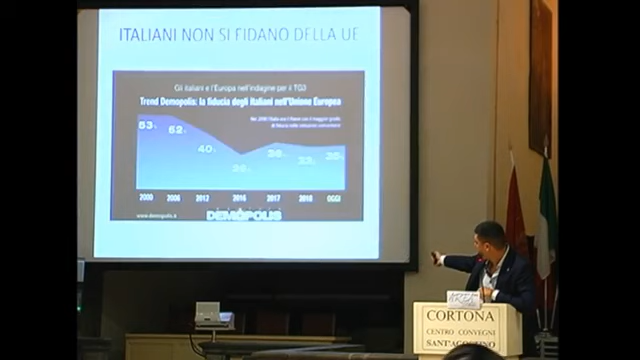 ITALIANI NON SI FIDANO DELLA UE
Gli italiani e l'Europa nell'indagine per il TG3
Trend Demopolis: la fiducia degli italiani nell'Unione Europea
53%
52%
40%
2000 2006 2012 2016 2017 2018 OGGI
www.demopolis.it
DEMOPOLIS
CORTONA
CENTRO CONVEGNI
SANT'AGOSTINO